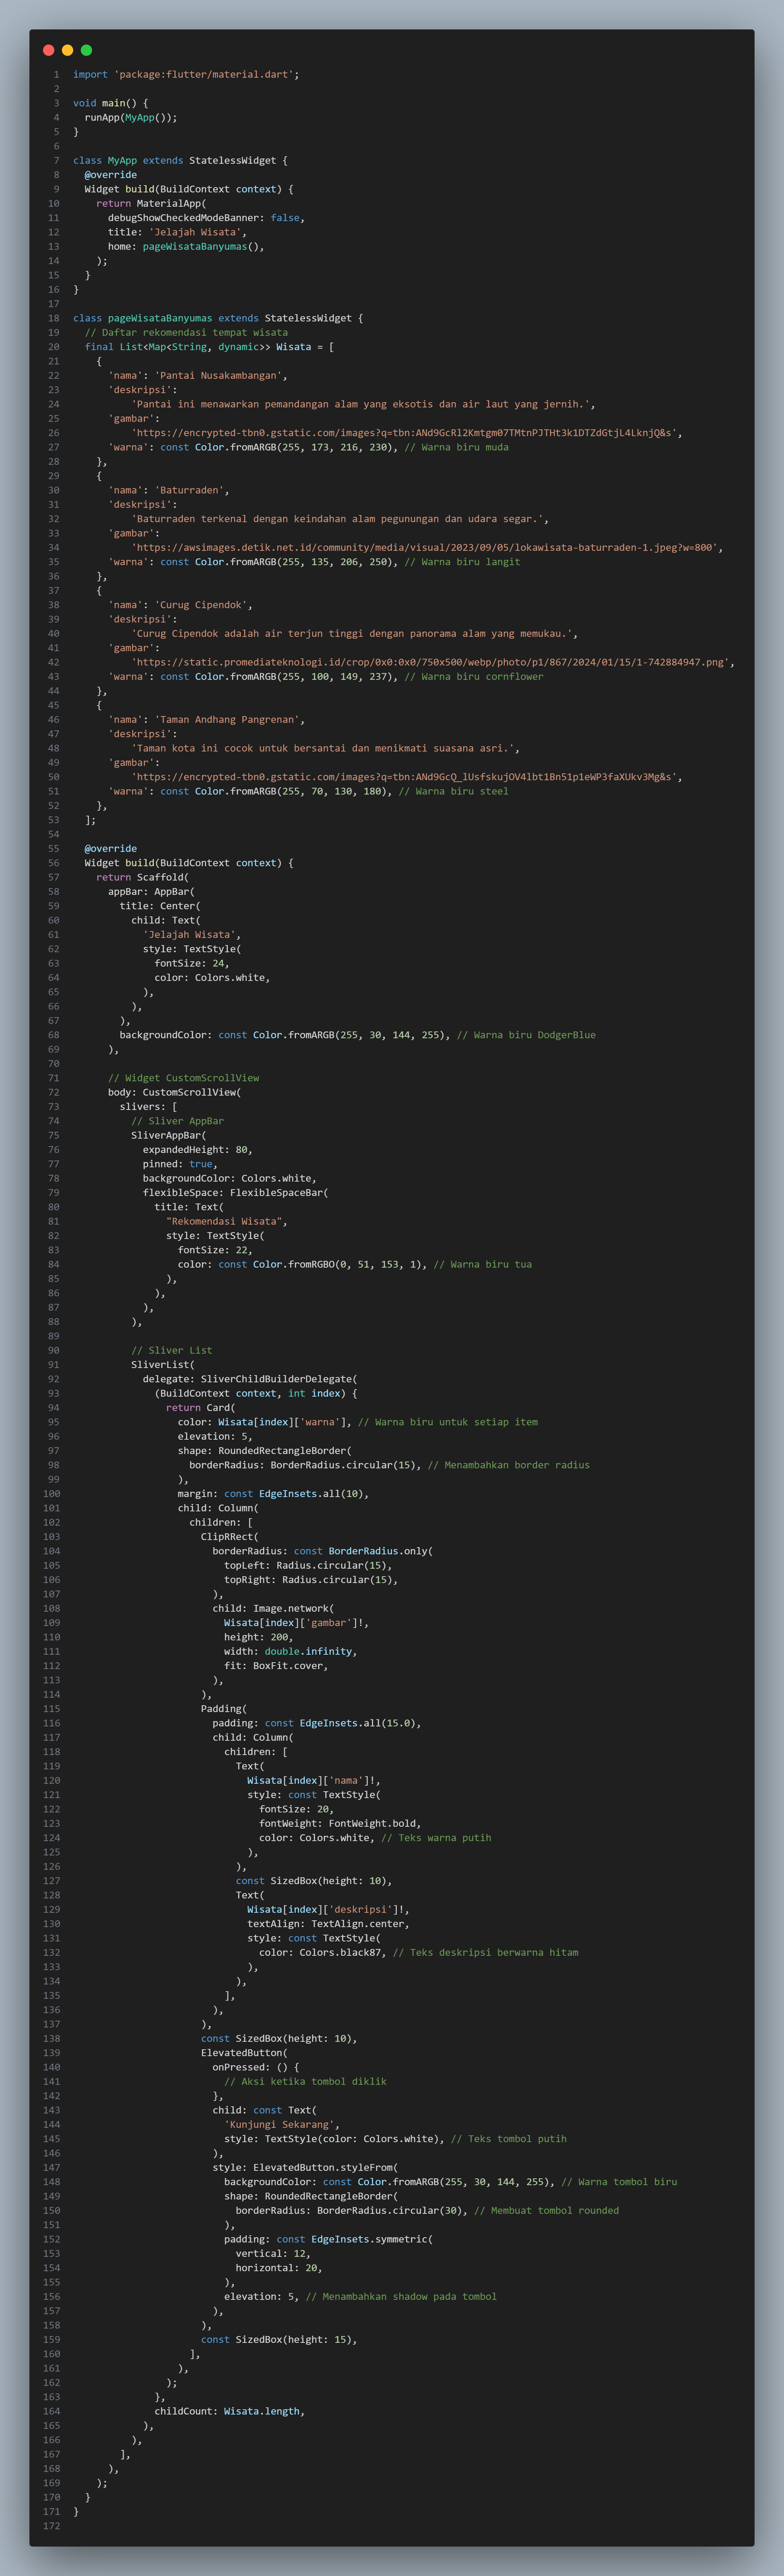 1 import 'package:flutter/material.dart';
2
3 void main() {
4   runApp(MyApp());
5 }
6
7 class MyApp extends StatelessWidget {
8   @override
9   Widget build(BuildContext context) {
10     return MaterialApp(
11       debugShowCheckedModeBanner: false,
12       title: 'Jelajah Wisata',
13       home: pageWisataBanyumas(),
14     );
15   }
16 }
17
18 class pageWisataBanyumas extends StatelessWidget {
19   // Daftar rekomendasi tempat wisata
20   final List<Map<String, dynamic>> Wisata = [
21     {
22       'nama': 'Pantai Nusakambangan',
23       'deskripsi':
24           'Pantai ini menawarkan pemandangan alam yang eksotis dan air laut yang jernih.',
25       'gambar':
26           'https://encrypted-tbn0.gstatic.com/images?q=tbn:ANd9GcRl2Kmtgm07TMtnPJTHt3k1DTZdGtjL4LknjQ&s',
27       'warna': const Color.fromARGB(255, 173, 216, 230), // Warna biru muda
28     },
29     {
30       'nama': 'Baturraden',
31       'deskripsi':
32           'Baturraden terkenal dengan keindahan alam pegunungan dan udara segar.',
33       'gambar':
34           'https://awsimages.detik.net.id/community/media/visual/2023/09/05/lokawisata-baturraden-1.jpeg?w=800',
35       'warna': const Color.fromARGB(255, 135, 206, 250), // Warna biru langit
36     },
37     {
38       'nama': 'Curug Cipendok',
39       'deskripsi':
40           'Curug Cipendok adalah air terjun tinggi dengan panorama alam yang memukau.',
41       'gambar':
42           'https://static.promediateknologi.id/crop/0x0:0x0/750x500/webp/photo/p1/867/2024/01/15/1-742884947.png',
43       'warna': const Color.fromARGB(255, 100, 149, 237), // Warna biru cornflower
44     },
45     {
46       'nama': 'Taman Andhang Pangrenan',
47       'deskripsi':
48           'Taman kota ini cocok untuk bersantai dan menikmati suasana asri.',
49       'gambar':
50           'https://encrypted-tbn0.gstatic.com/images?q=tbn:ANd9GcQ_lUsfskujOV4lbt1Bn51p1eWP3faXUkv3Mg&s',
51       'warna': const Color.fromARGB(255, 70, 130, 180), // Warna biru steel
52     },
53   ];
54
55   @override
56   Widget build(BuildContext context) {
57     return Scaffold(
58       appBar: AppBar(
59         title: Center(
60           child: Text(
61             'Jelajah Wisata',
62             style: TextStyle(
63               fontSize: 24,
64               color: Colors.white,
65             ),
66           ),
67         ),
68         backgroundColor: const Color.fromARGB(255, 30, 144, 255), // Warna biru DodgerBlue
69       ),
70
71       // Widget CustomScrollView
72       body: CustomScrollView(
73         slivers: [
74           // Sliver AppBar
75           SliverAppBar(
76             expandedHeight: 80,
77             pinned: true,
78             backgroundColor: Colors.white,
79             flexibleSpace: FlexibleSpaceBar(
80               title: Text(
81                 "Rekomendasi Wisata",
82                 style: TextStyle(
83                   fontSize: 22,
84                   color: const Color.fromRGBO(0, 51, 153, 1), // Warna biru tua
85                 ),
86               ),
87             ),
88           ),
89
90           // Sliver List
91           SliverList(
92             delegate: SliverChildBuilderDelegate(
93               (BuildContext context, int index) {
94                 return Card(
95                   color: Wisata[index]['warna'], // Warna biru untuk setiap item
96                   elevation: 5,
97                   shape: RoundedRectangleBorder(
98                     borderRadius: BorderRadius.circular(15), // Menambahkan border radius
99                   ),
100                   margin: const EdgeInsets.all(10),
101                   child: Column(
102                     children: [
103                       ClipRRect(
104                         borderRadius: const BorderRadius.only(
105                           topLeft: Radius.circular(15),
106                           topRight: Radius.circular(15),
107                         ),
108                         child: Image.network(
109                           Wisata[index]['gambar']!,
110                           height: 200,
111                           width: double.infinity,
112                           fit: BoxFit.cover,
113                         ),
114                       ),
115                       Padding(
116                         padding: const EdgeInsets.all(15.0),
117                         child: Column(
118                           children: [
119                             Text(
120                               Wisata[index]['nama']!,
121                               style: const TextStyle(
122                                 fontSize: 20,
123                                 fontWeight: FontWeight.bold,
124                                 color: Colors.white, // Teks warna putih
125                               ),
126                             ),
127                             const SizedBox(height: 10),
128                             Text(
129                               Wisata[index]['deskripsi']!,
130                               textAlign: TextAlign.center,
131                               style: const TextStyle(
132                                 color: Colors.black87, // Teks deskripsi berwarna hitam
133                               ),
134                             ),
135                           ],
136                         ),
137                       ),
138                       const SizedBox(height: 10),
139                       ElevatedButton(
140                         onPressed: () {
141                           // Aksi ketika tombol diklik
142                         },
143                         child: const Text(
144                           'Kunjungi Sekarang',
145                           style: TextStyle(color: Colors.white), // Teks tombol putih
146                         ),
147                         style: ElevatedButton.styleFrom(
148                           backgroundColor: const Color.fromARGB(255, 30, 144, 255), // Warna tombol biru
149                           shape: RoundedRectangleBorder(
150                             borderRadius: BorderRadius.circular(30), // Membuat tombol rounded
151                           ),
152                           padding: const EdgeInsets.symmetric(
153                             vertical: 12,
154                             horizontal: 20,
155                           ),
156                           elevation: 5, // Menambahkan shadow pada tombol
157                         ),
158                       ),
159                       const SizedBox(height: 15),
160                     ],
161                   ),
162                 );
163               },
164               childCount: Wisata.length,
165             ),
166           ),
167         ],
168       ),
169     );
170   }
171 }
172